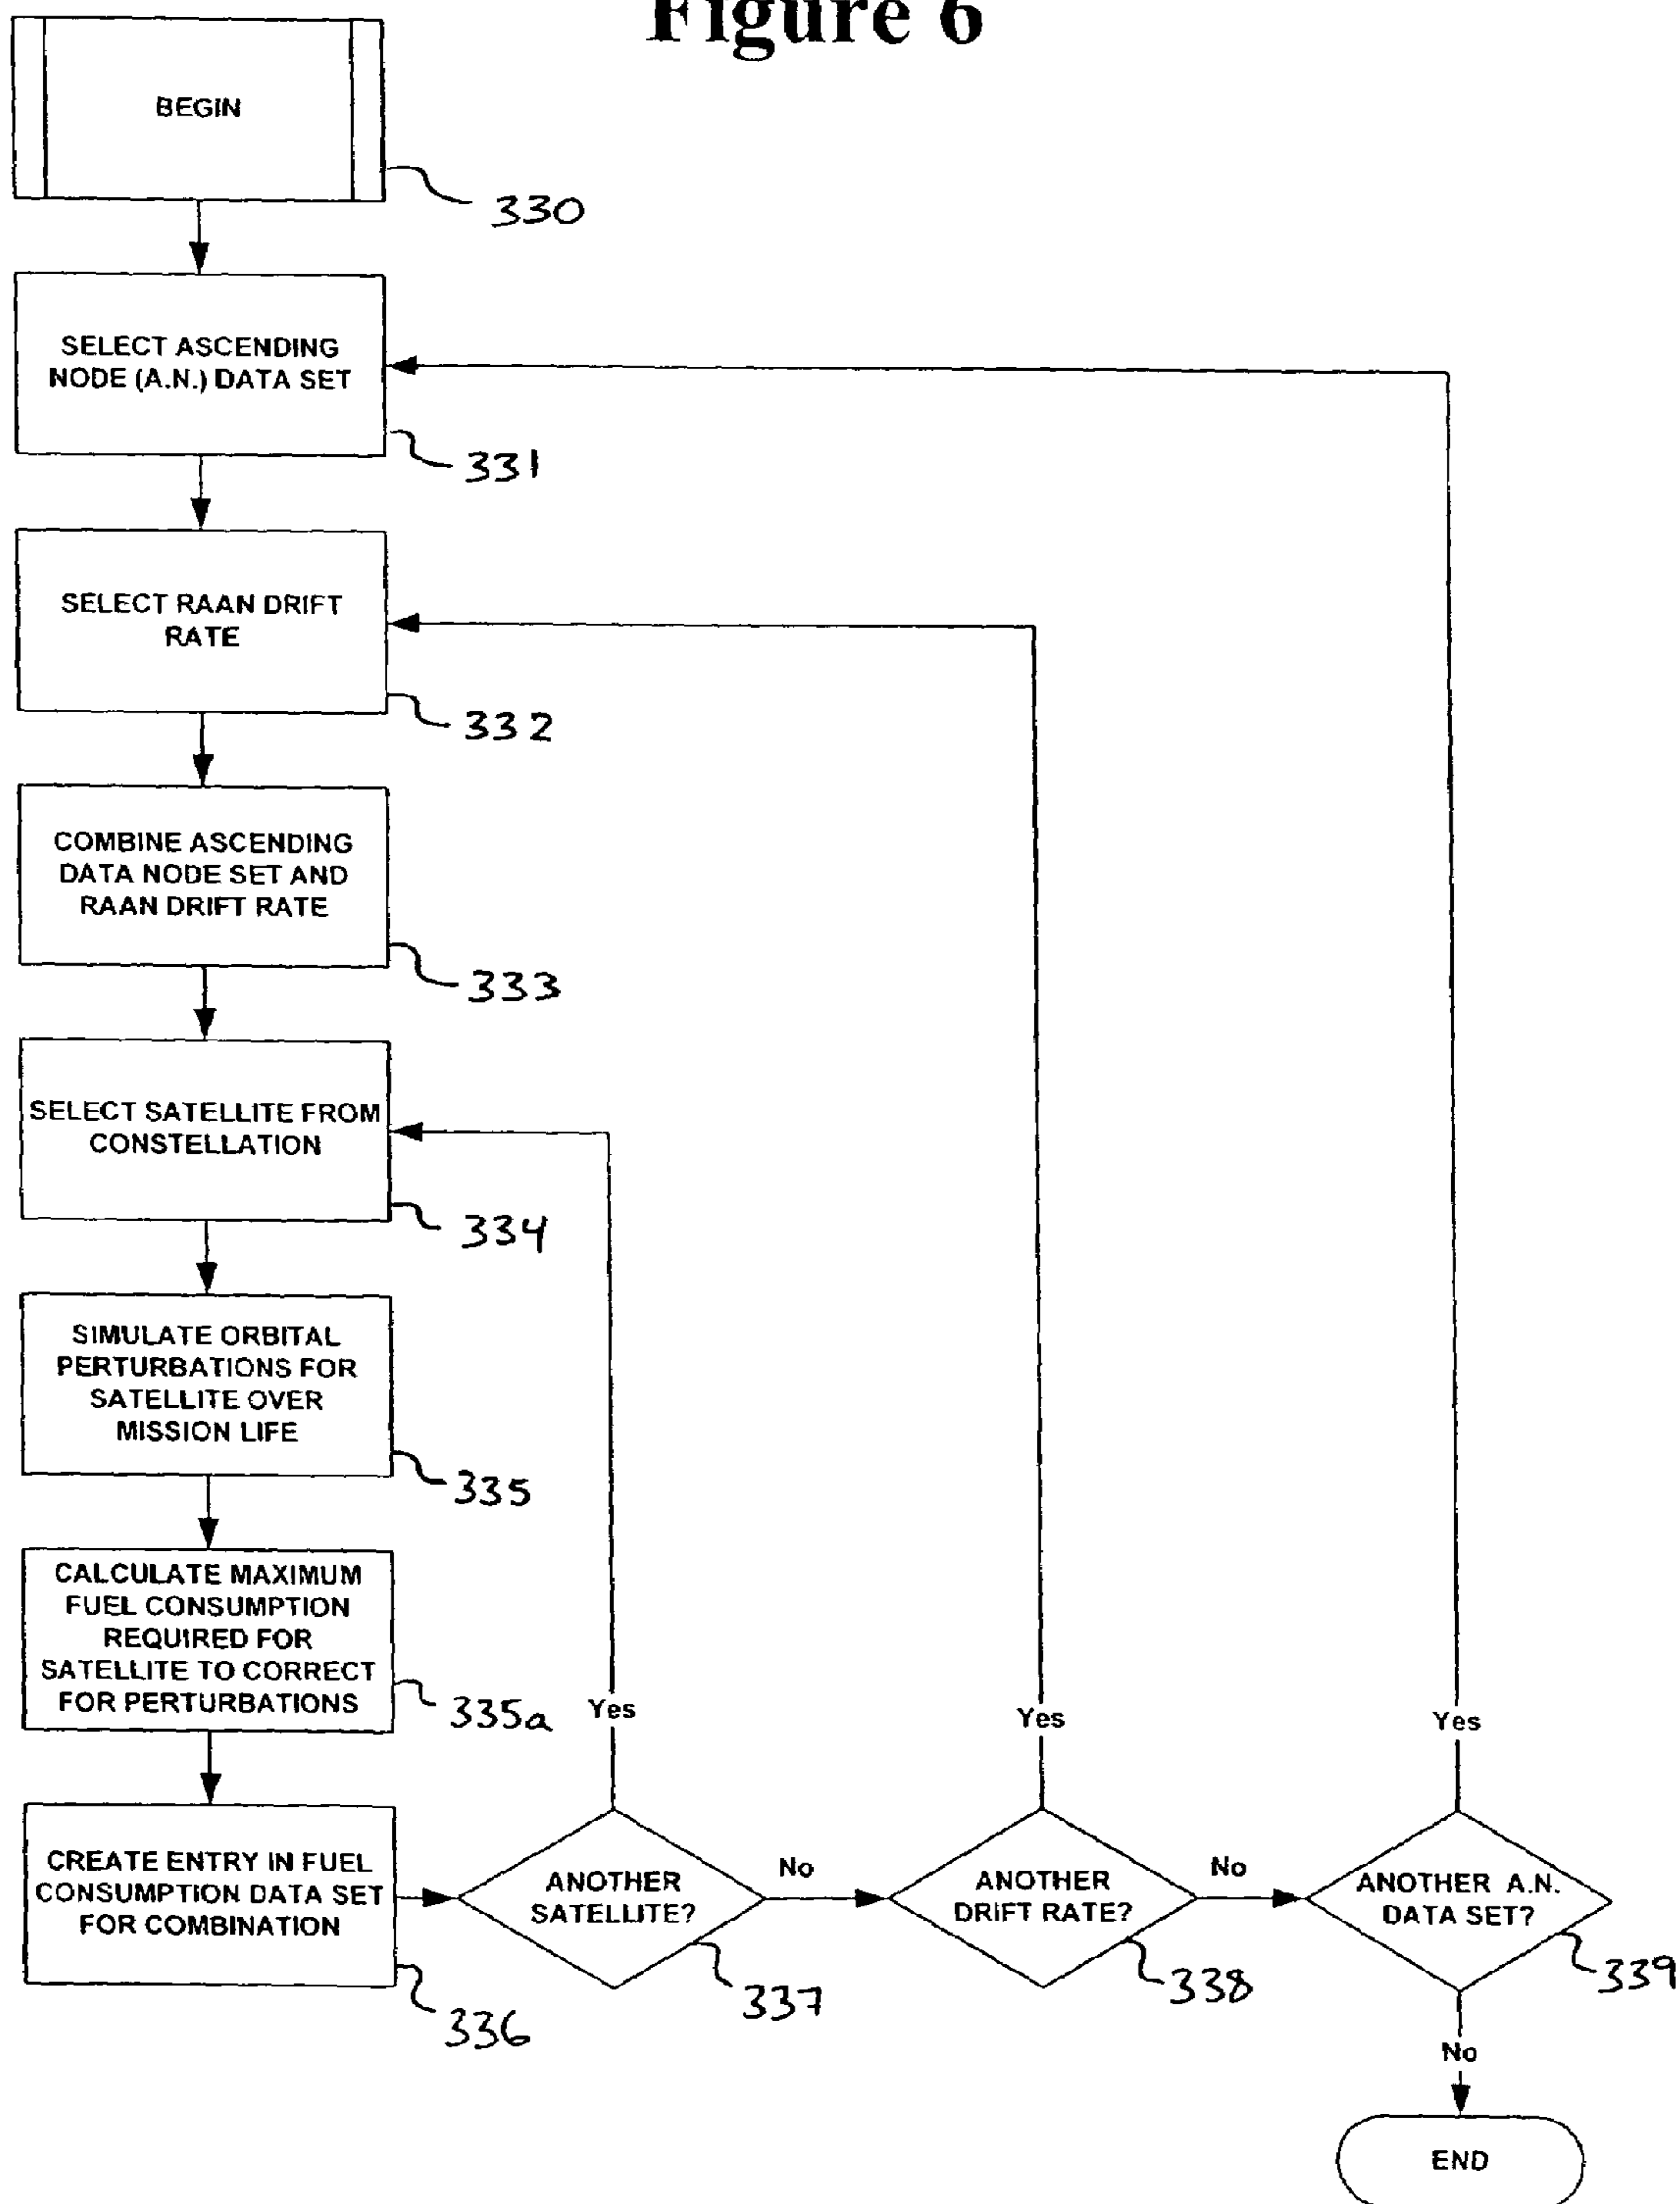 Figure 6
BEGIN
330
SELECT ASCENDING
NODE (A.N.) DATA SET
331
SELECT RAAN DRIFT
RATE
332
COMBINE ASCENDING
DATA NODE SET AND
RAAN DRIFT RATE
333
SELECT SATELLITE FROM
CONSTELLATION
334
SIMULATE ORBITAL
PERTURBATIONS FOR
SATELLITE OVER
MISSION LIFE
335
CALCULATE MAXIMUM
FUEL CONSUMPTION
REQUIRED FOR
SATELLITE TO CORRECT
FOR PERTURBATIONS
335a
CREATE ENTRY IN FUEL
CONSUMPTION DATA SET
FOR COMBINATION
336
Yes
ANOTHER
SATELLITE?
337
No
Yes
ANOTHER
DRIFT RATE?
338
No
Yes
ANOTHER A.N.
DATA SET?
339
No
END